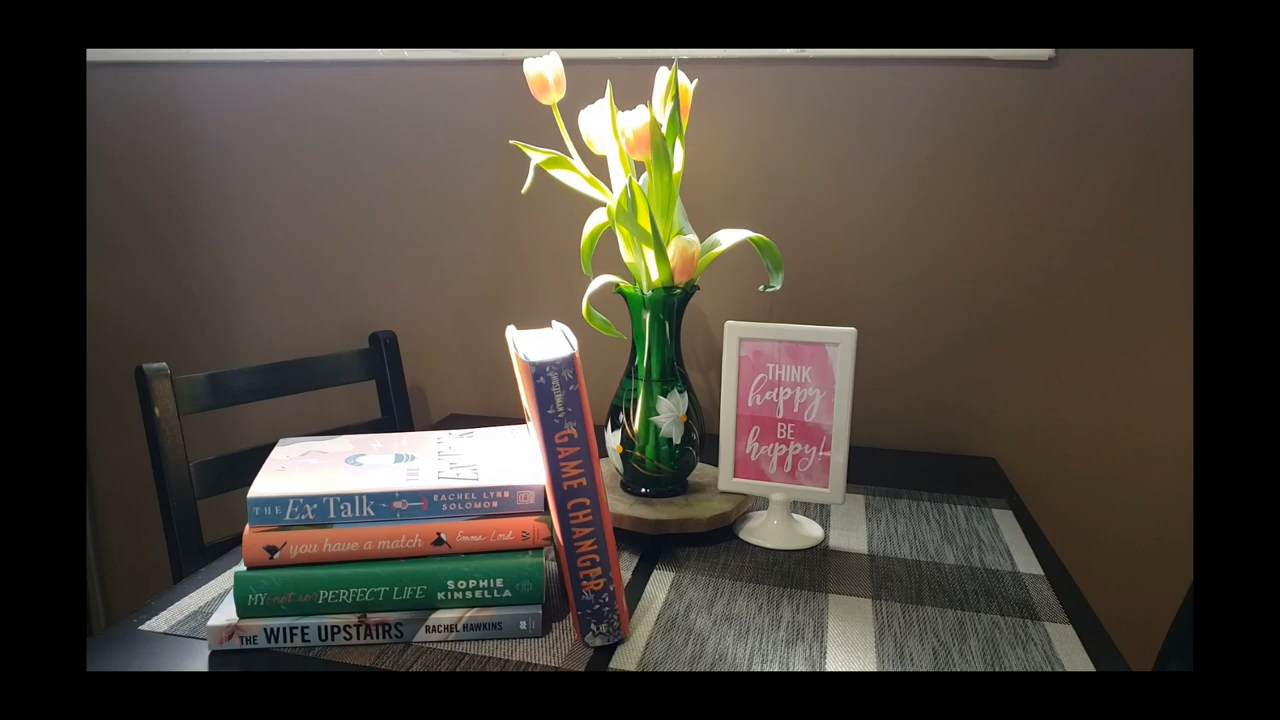 THE Ex Talk
RACHEL LYNN
SOLOMON
you have a match
Emma Lord
MY not so PERFECT LIFE
SOPHIE
KINSELLA
THE WIFE UPSTAIRS
RACHEL HAWKINS
GAME CHANGER
THINK
happy
BE
happy!